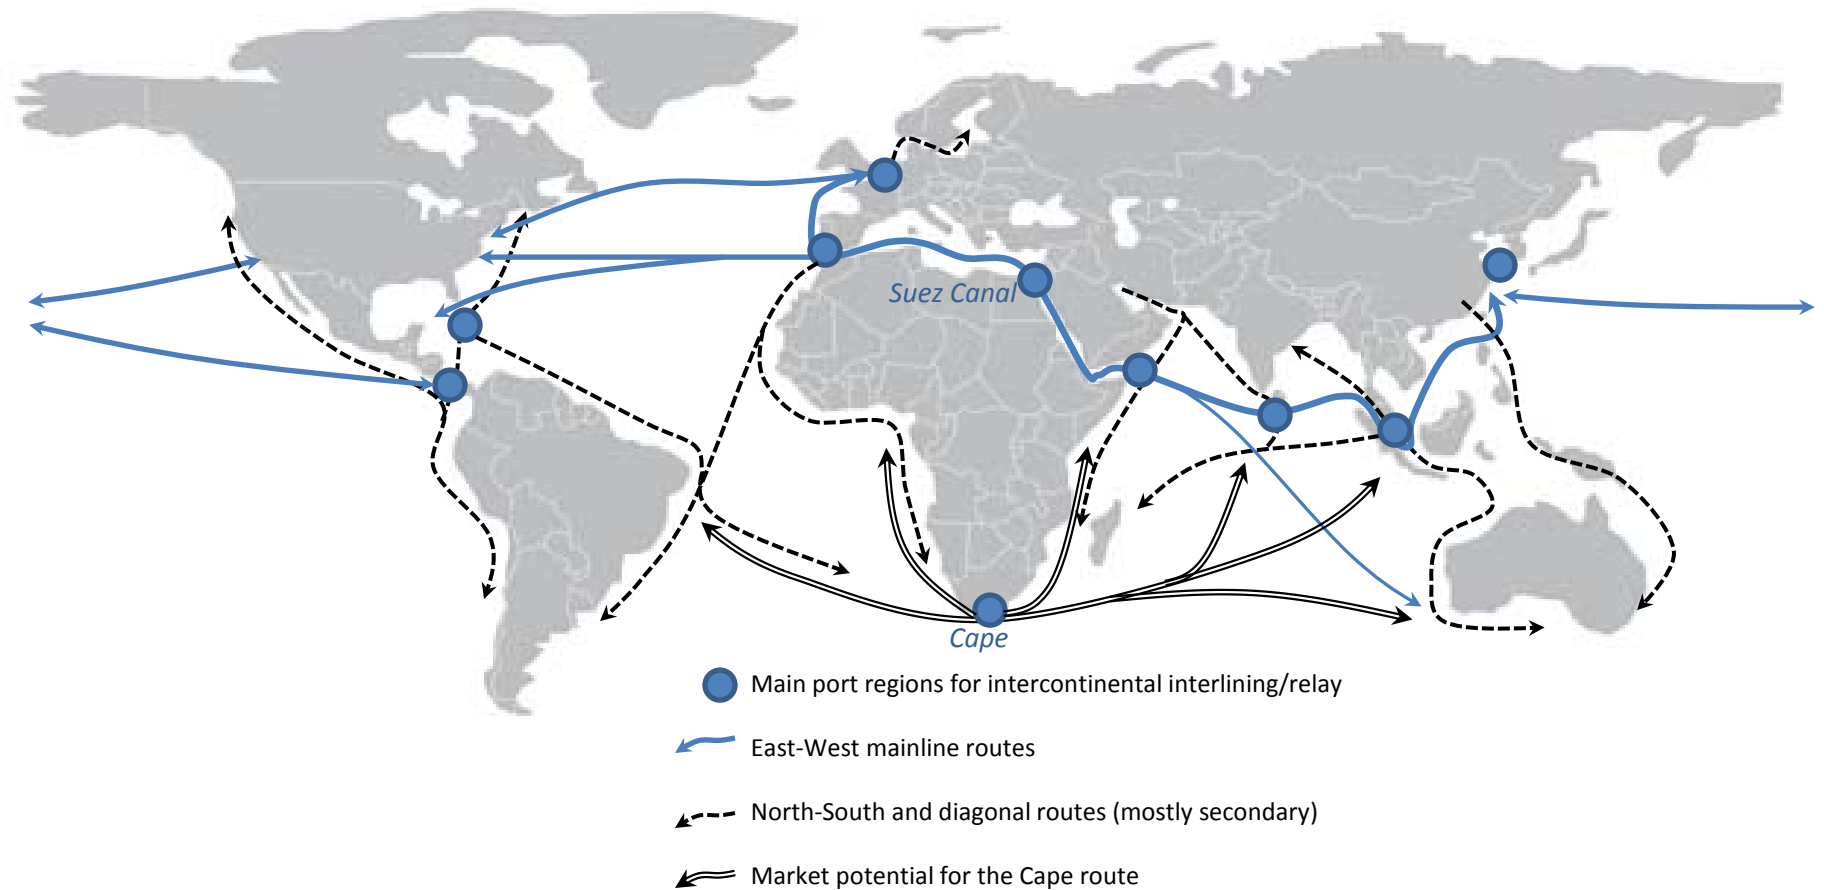 Suez Canal
Cape
Main port regions for intercontinental interlining/relay
East-West mainline routes
North-South and diagonal routes (mostly secondary)
Market potential for the Cape route